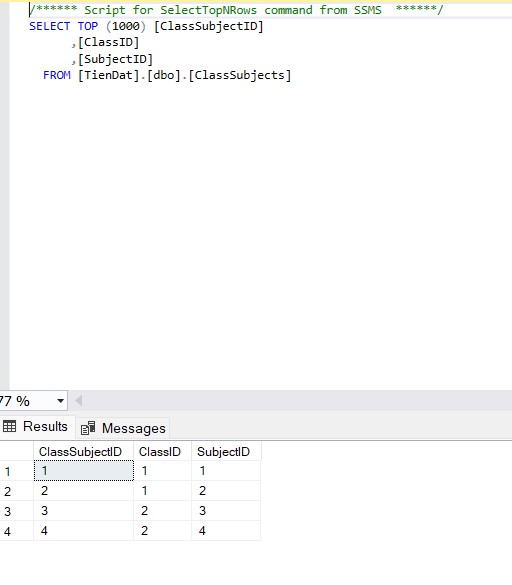 /****** Script for SelectTopNRows command from SSMS  ******/
SELECT TOP (1000) [ClassSubjectID]
      ,[ClassID]
      ,[SubjectID]
  FROM [TienDat].[dbo].[ClassSubjects]
77 %
Results Messages
ClassSubjectID ClassID SubjectID
1 1 1 1
2 2 1 2
3 3 2 3
4 4 2 4